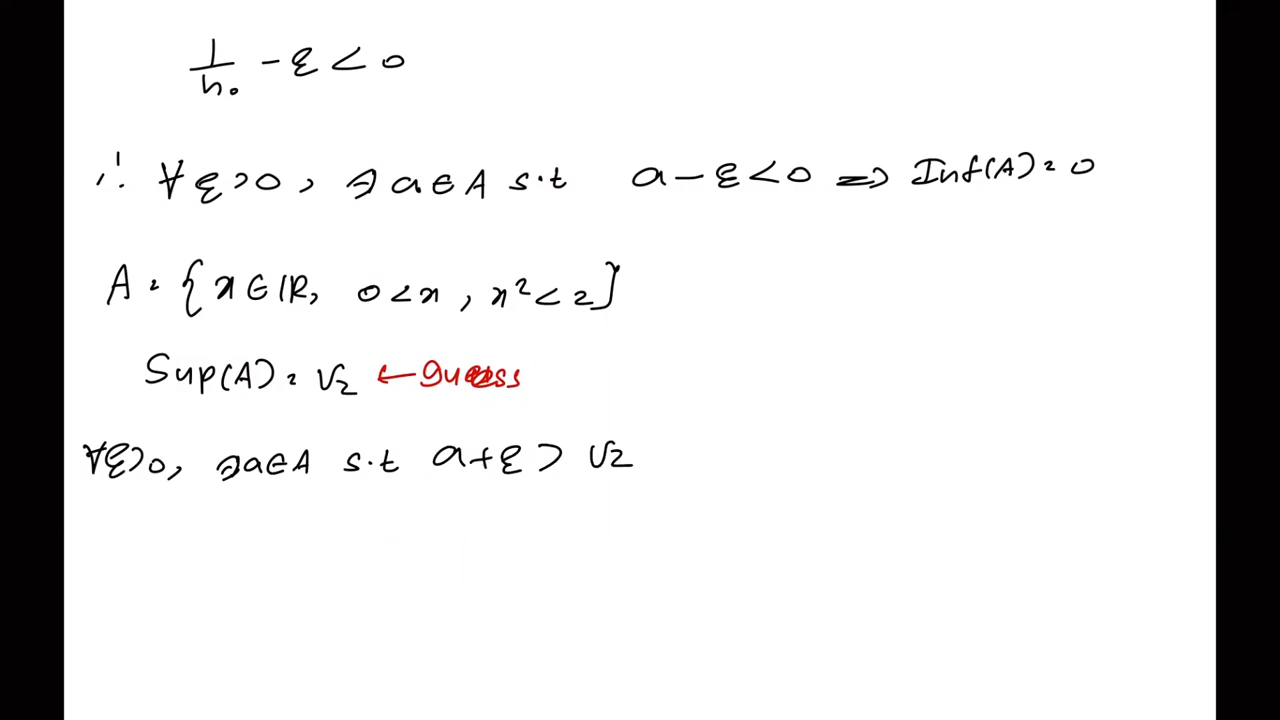 1/n₀ - ε < 0
∴ ∀ ε > 0, ∃ a ∈ A s.t a - ε < 0 ⇒ Inf(A) = 0
A = { x ∈ ℝ, 0 < x, x² < 2 }
Sup(A) = √2 ← guess
∀ ε > 0, ∃ a ∈ A s.t a + ε > √2